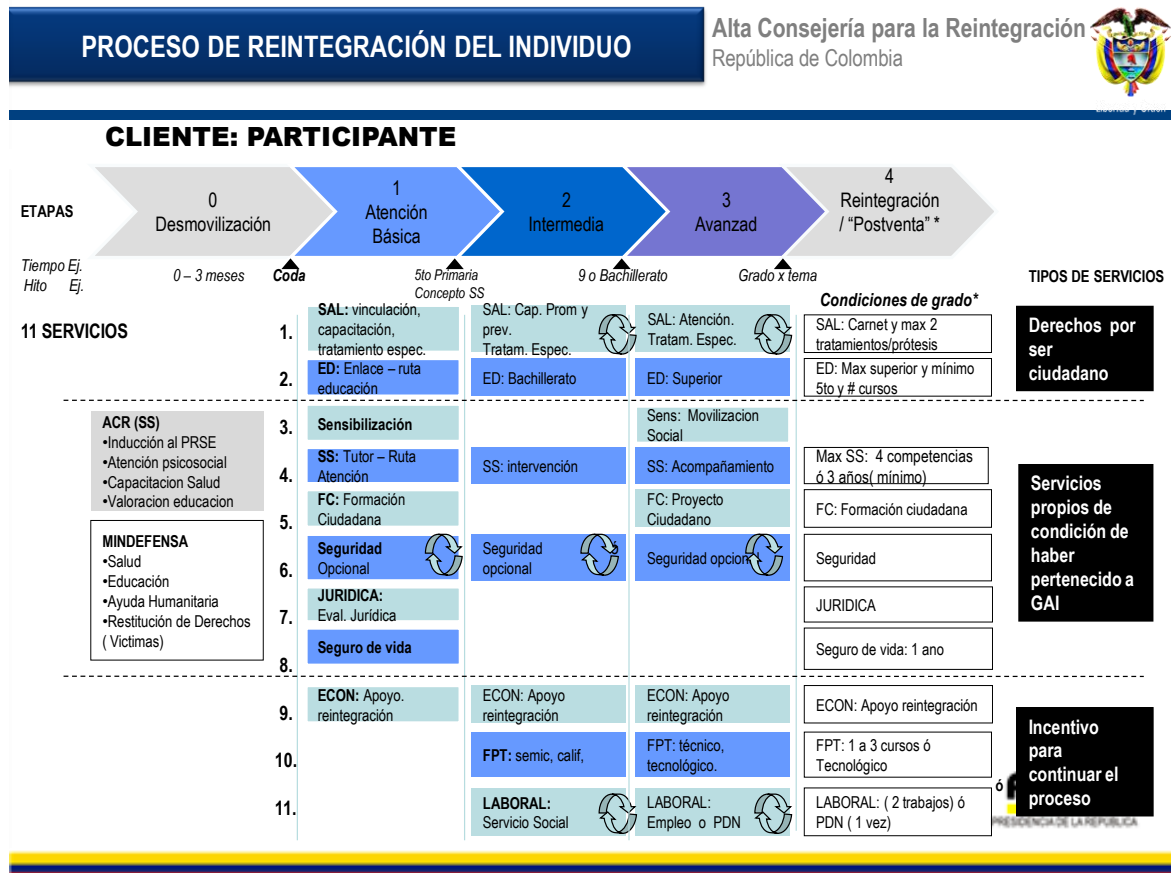 PROCESO DE REINTEGRACIÓN DEL INDIVIDUO
Alta Consejería para la Reintegración
República de Colombia
CLIENTE: PARTICIPANTE
ETAPAS
0
Desmovilización
1
Atención
Básica
2
Intermedia
3
Avanzad
4
Reintegración
/ “Postventa” *
Tiempo Ej.
Hito Ej.
0 – 3 meses
Coda
5to Primaria
Concepto SS
9 o Bachillerato
Grado x tema
TIPOS DE SERVICIOS
Condiciones de grado*
11 SERVICIOS
1.
SAL: vinculación,
capacitación,
tratamiento espec.
SAL: Cap. Prom y
prev.
Tratam. Espec.
SAL: Atención.
Tratam. Espec.
SAL: Carnet y max 2
tratamientos/prótesis
Derechos por
ser
ciudadano
2.
ED: Enlace – ruta
educación
ED: Bachillerato
ED: Superior
ED: Max superior y mínimo
5to y # cursos
ACR (SS)
•Inducción al PRSE
•Atención psicosocial
•Capacitacion Salud
•Valoracion educacion
MINDEFENSA
•Salud
•Educación
•Ayuda Humanitaria
•Restitución de Derechos
( Victimas)
3.
Sensibilización
Sens: Movilizacion
Social
4.
SS: Tutor – Ruta
Atención
SS: intervención
SS: Acompañamiento
Max SS: 4 competencias
ó 3 años( mínimo)
5.
FC: Formación
Ciudadana
FC: Proyecto
Ciudadano
FC: Formación ciudadana
6.
Seguridad
Opcional
Seguridad ó
opcional
Seguridad opcional
Seguridad
7.
JURIDICA:
Eval. Jurídica
JURIDICA
8.
Seguro de vida
Seguro de vida: 1 ano
Servicios
propios de
condición de
haber
pertenecido a
GAI
9.
ECON: Apoyo.
reintegración
ECON: Apoyo
reintegración
ECON: Apoyo
reintegración
ECON: Apoyo reintegración
10.
FPT: semic, calif,
FPT: técnico,
tecnológico.
FPT: 1 a 3 cursos ó
Tecnológico
11.
LABORAL:
Servicio Social
LABORAL:
Empleo o PDN
LABORAL: ( 2 trabajos) ó
PDN ( 1 vez)
ó
Incentivo
para
continuar el
proceso
PRESIDENCIA DE LA REPÚBLICA